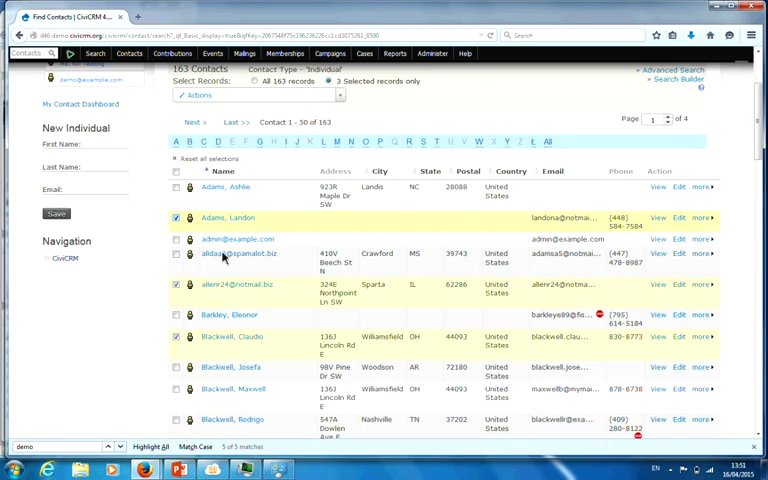 Find Contacts | CiviCRM 4...
d46.demo.civicrm.org/civicrm/contact/search?_qf_Basic_display=true&qfKey=
Search
Contacts Search Contacts Contributions Events Mailings Memberships Campaigns Cases Reports Administer Help
demo@example.com
My Contact Dashboard
New Individual
First Name:
Last Name:
Email:
Save
Navigation
CiviCRM
163 Contacts Contact Type - 'Individual'
Select Records: All 163 records 3 Selected records only
Actions
» Advanced Search
» Search Builder
Next > Last >> Contact 1 - 50 of 163 Page 1 of 4
A B C D E F G H I J K L M N O P Q R S T U V W X Y Z Ł All
Reset all selections
Name Address City State Postal Country Email Phone Action
Adams, Ashlie 923R Maple Dr SW Landis NC 28088 United States View Edit more
Adams, Landon landona@notmai... (448) 584-7584 View Edit more
admin@example.com admin@example.com View Edit more
@spamalot.biz 410V Beech St N Crawford MS 39743 United States adamsa5@notmai... (447) 478-8987 View Edit more
allenr24@notmail.biz 324E Northpoint Ln SW Sparta IL 62286 United States allenr24@notma... View Edit more
Barkley, Eleonor barkleye89@fis... (795) 614-5184 View Edit more
Blackwell, Claudio 136J Lincoln Rd E Williamsfield OH 44093 United States blackwell.clau... 830-8773 View Edit more
Blackwell, Josefa 98V Pine Dr SW Woodson AR 72180 United States blackwell.jose... View Edit more
Blackwell, Maxwell 136J Lincoln Rd E Williamsfield OH 44093 United States maxwellb@mymai... 878-8738 View Edit more
Blackwell, Rodrigo 547A Dowlen Ave E Nashville TN 37202 United States blackwellr@exa... (409) 280-8122 View Edit more
demo Highlight All Match Case 5 of 5 matches
EN 13:51
16/04/2015